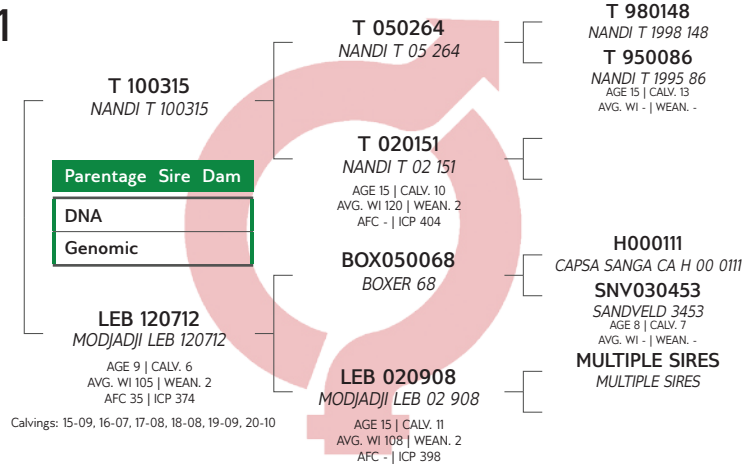 1
T 100315
NANDI T 100315
Parentage Sire Dam
DNA
Genomic
LEB 120712
MODJADJI LEB 120712
AGE 9 | CALV. 6
AVG. WI 105 | WEAN. 2
AFC 35 | ICP 374
Calvings: 15-09, 16-07, 17-08, 18-08, 19-09, 20-10
T 050264
NANDI T 05 264
T 020151
NANDI T 02 151
AGE 15 | CALV. 10
AVG. WI 120 | WEAN. 2
AFC - | ICP 404
BOX050068
BOXER 68
LEB 020908
MODJADJI LEB 02 908
AGE 15 | CALV. 11
AVG. WI 108 | WEAN. 2
AFC - | ICP 398
T 980148
NANDI T 1998 148
T 950086
NANDI T 1995 86
AGE 15 | CALV. 13
AVG. WI - | WEAN. -
H000111
CAPSA SANGA CA H 00 0111
SNV030453
SANDVELD 3453
AGE 8 | CALV. 7
AVG. WI - | WEAN. -
MULTIPLE SIRES
MULTIPLE SIRES